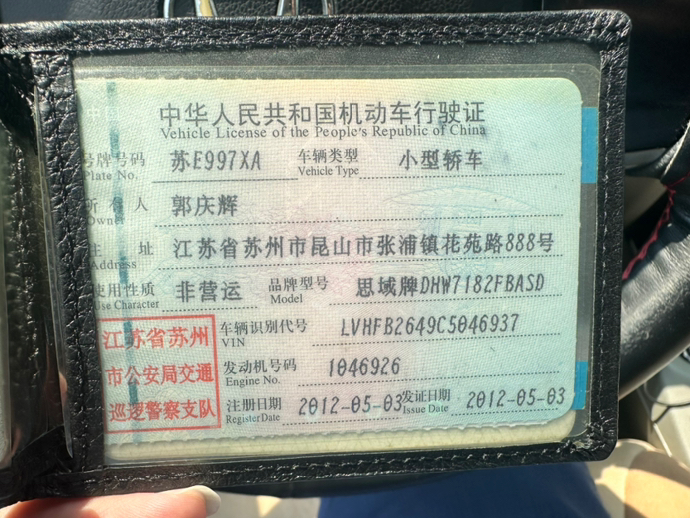 中华人民共和国机动车行驶证
Vehicle License of the People's Republic of China
号牌号码 苏E997XA 车辆类型 小型轿车
Plate No. Vehicle Type
所有人 郭庆辉
Owner
住址 江苏省苏州市昆山市张浦镇花苑路888号
Address
使用性质 非营运 品牌型号 思域牌DHW7182FBASD
Use Character Model
江苏省苏州 车辆识别代号 LVHFB2649C5046937
VIN
市公安局交通 发动机号码 1046926
Engine No.
巡逻警察支队 注册日期 2012-05-03 发证日期 2012-05-03
Register Date Issue Date